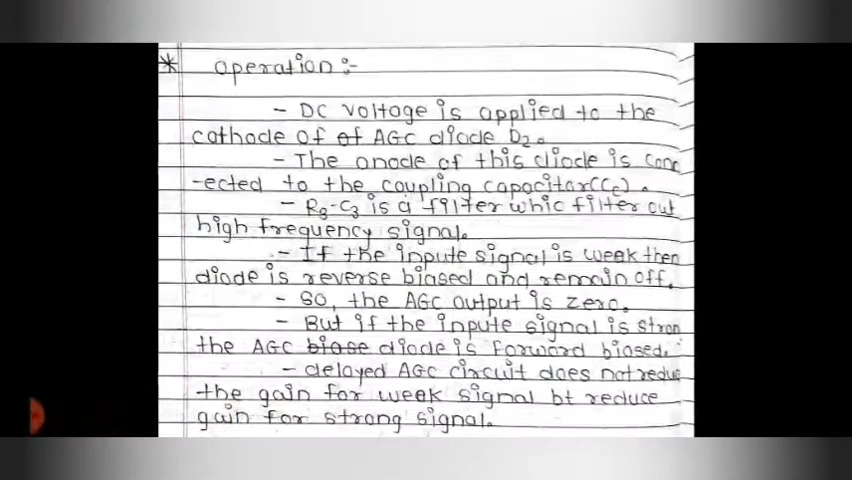 * Operation :-
- DC voltage is applied to the
cathode of of AGC diode D2.
- The anode of this diode is conn
-ected to the coupling capacitor(Cc).
- R3-C3 is a filter whic filter out
high frequency signal.
- If the inpute signal is week then
diode is reverse biased and remain off.
- So, the AGC output is zero.
- But if the inpute signal is stron
the AGC biase diode is forword biased.
- delayed AGC circuit does not reduc
the gain for week signal bt reduce
gain for strong signal.